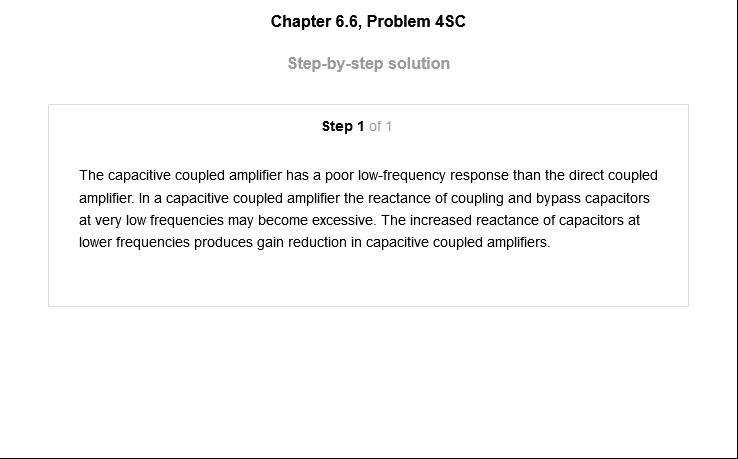 Chapter 6.6, Problem 4SC
Step-by-step solution
Step 1 of 1
The capacitive coupled amplifier has a poor low-frequency response than the direct coupled
amplifier. In a capacitive coupled amplifier the reactance of coupling and bypass capacitors
at very low frequencies may become excessive. The increased reactance of capacitors at
lower frequencies produces gain reduction in capacitive coupled amplifiers.